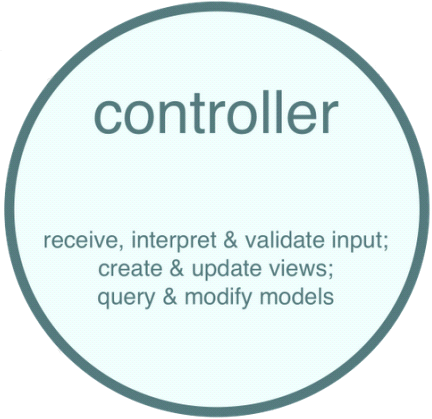 controller
receive, interpret & validate input;
create & update views;
query & modify models